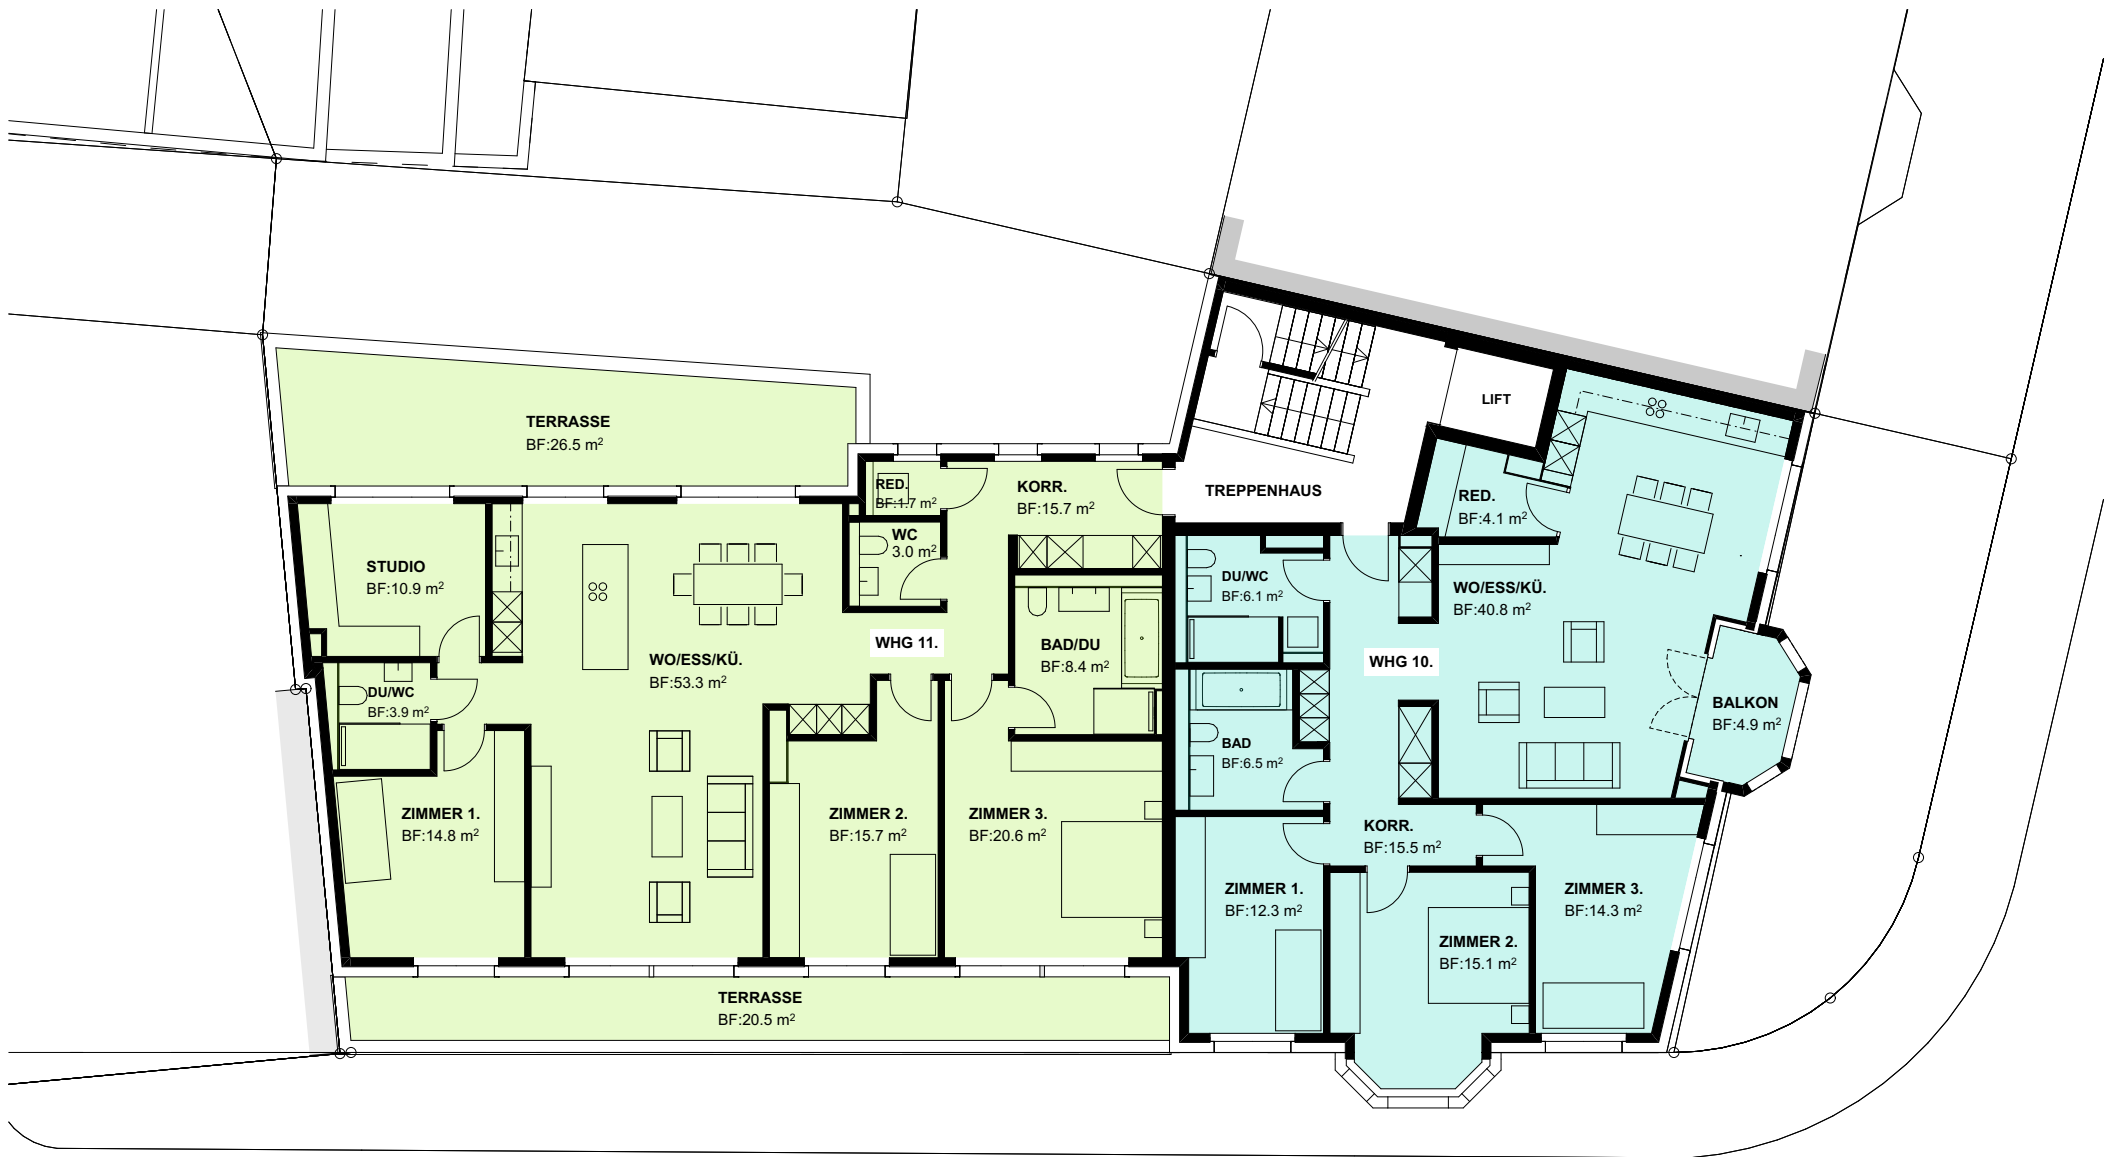 TERRASSE
BF:26.5 m²
RED.
BF:1.7 m²
KORR.
BF:15.7 m²
WC
3.0 m²
STUDIO
BF:10.9 m²
WO/ESS/KÜ.
BF:53.3 m²
WHG 11.
BAD/DU
BF:8.4 m²
DU/WC
BF:3.9 m²
ZIMMER 1.
BF:14.8 m²
ZIMMER 2.
BF:15.7 m²
ZIMMER 3.
BF:20.6 m²
TERRASSE
BF:20.5 m²
TREPPENHAUS
LIFT
RED.
BF:4.1 m²
DU/WC
BF:6.1 m²
WO/ESS/KÜ.
BF:40.8 m²
WHG 10.
BALKON
BF:4.9 m²
BAD
BF:6.5 m²
KORR.
BF:15.5 m²
ZIMMER 1.
BF:12.3 m²
ZIMMER 2.
BF:15.1 m²
ZIMMER 3.
BF:14.3 m²